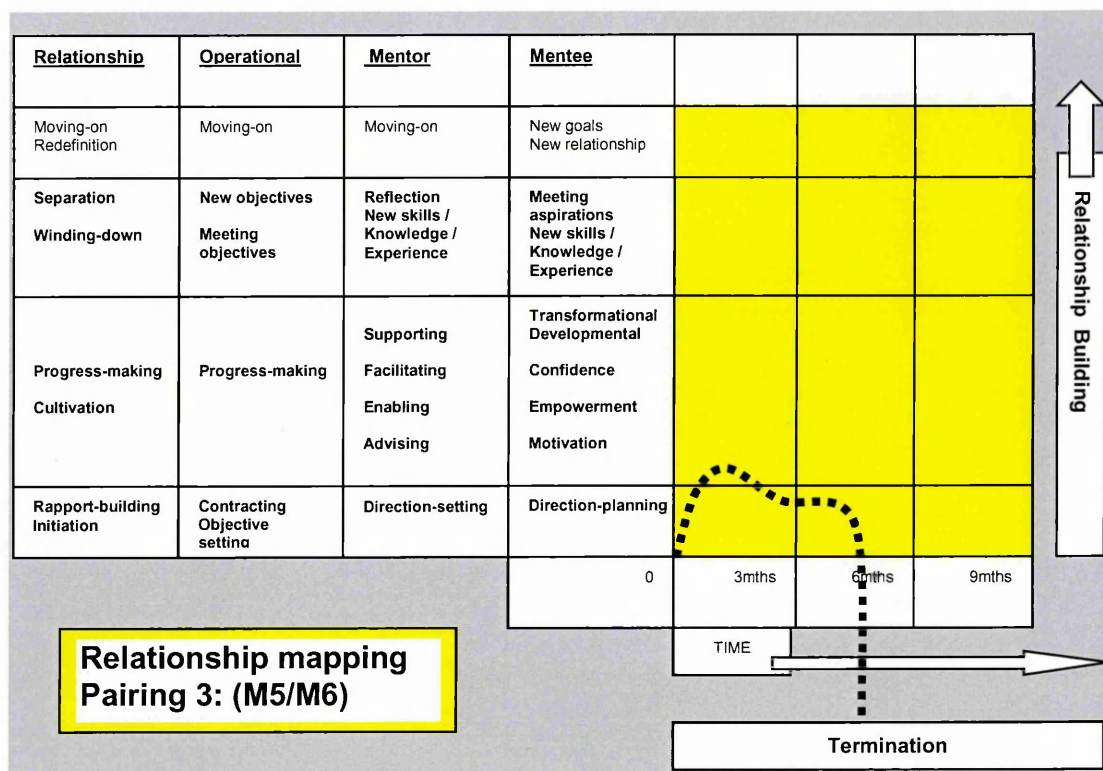 Relationship
Operational
Mentor
Mentee
Moving-on
Redefinition
Moving-on
Moving-on
New goals
New relationship
Separation
Winding-down
New objectives
Meeting
objectives
Reflection
New skills /
Knowledge /
Experience
Meeting
aspirations
New skills /
Knowledge /
Experience
Progress-making
Cultivation
Progress-making
Supporting
Facilitating
Enabling
Advising
Transformational
Developmental
Confidence
Empowerment
Motivation
Rapport-building
Initiation
Contracting
Objective
setting
Direction-setting
Direction-planning
0
3mths
6mths
9mths
TIME
Relationship Building
Relationship mapping
Pairing 3: (M5/M6)
Termination